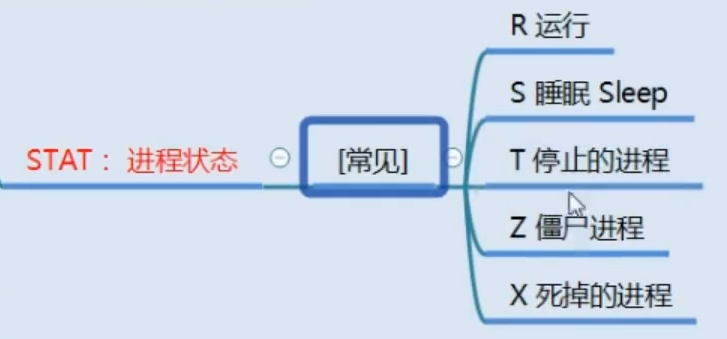 STAT： 进程状态
[常见]
R 运行
S 睡眠 Sleep
T 停止的进程
Z 僵尸进程
X 死掉的进程